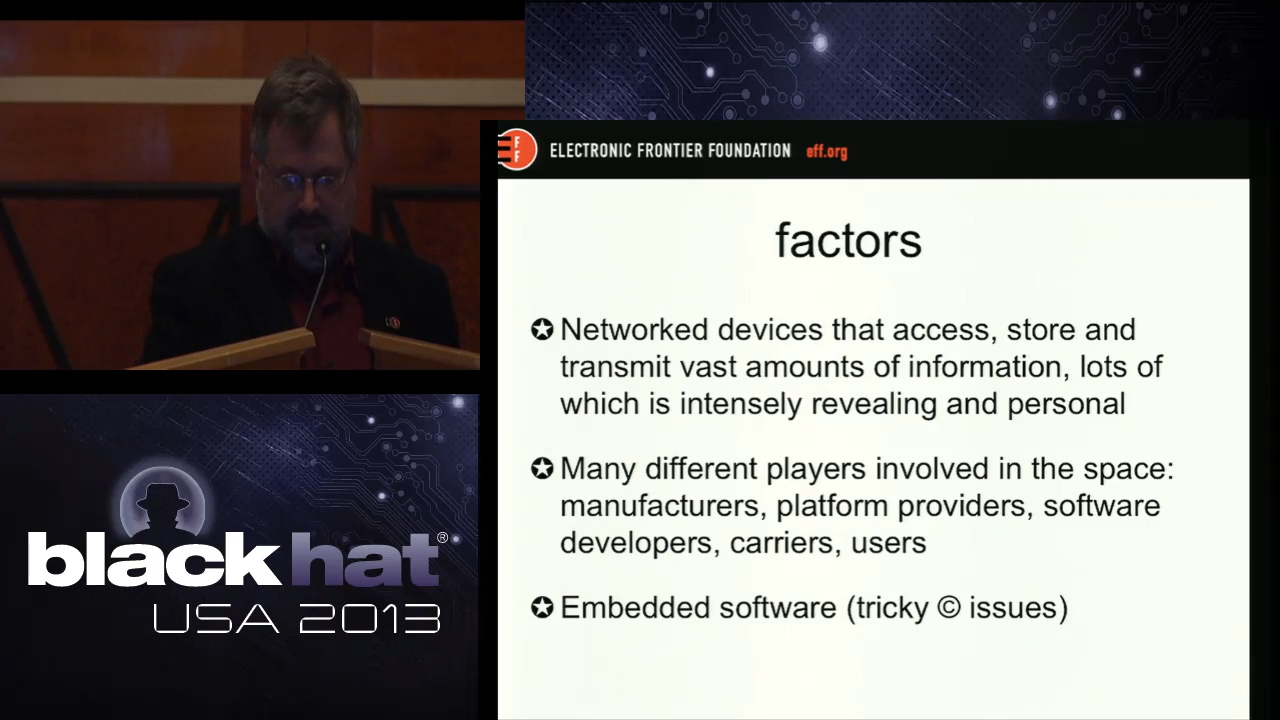 EFF
ELECTRONIC FRONTIER FOUNDATION eff.org
factors
✪ Networked devices that access, store and
transmit vast amounts of information, lots of
which is intensely revealing and personal
✪ Many different players involved in the space:
manufacturers, platform providers, software
developers, carriers, users
✪ Embedded software (tricky © issues)
black hat®
USA 2013